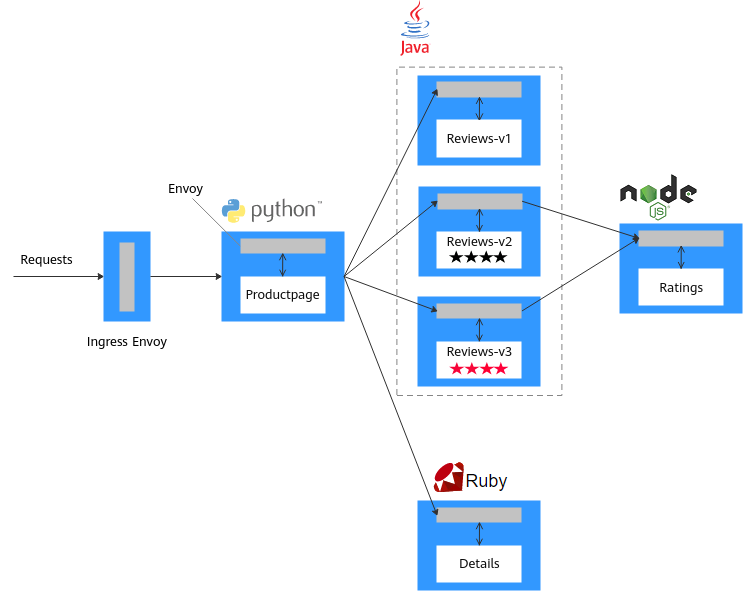 Java
Reviews-v1
Envoy
python™
node
JS
Reviews-v2
Requests
Productpage
Ratings
Ingress Envoy
Reviews-v3
Ruby
Details